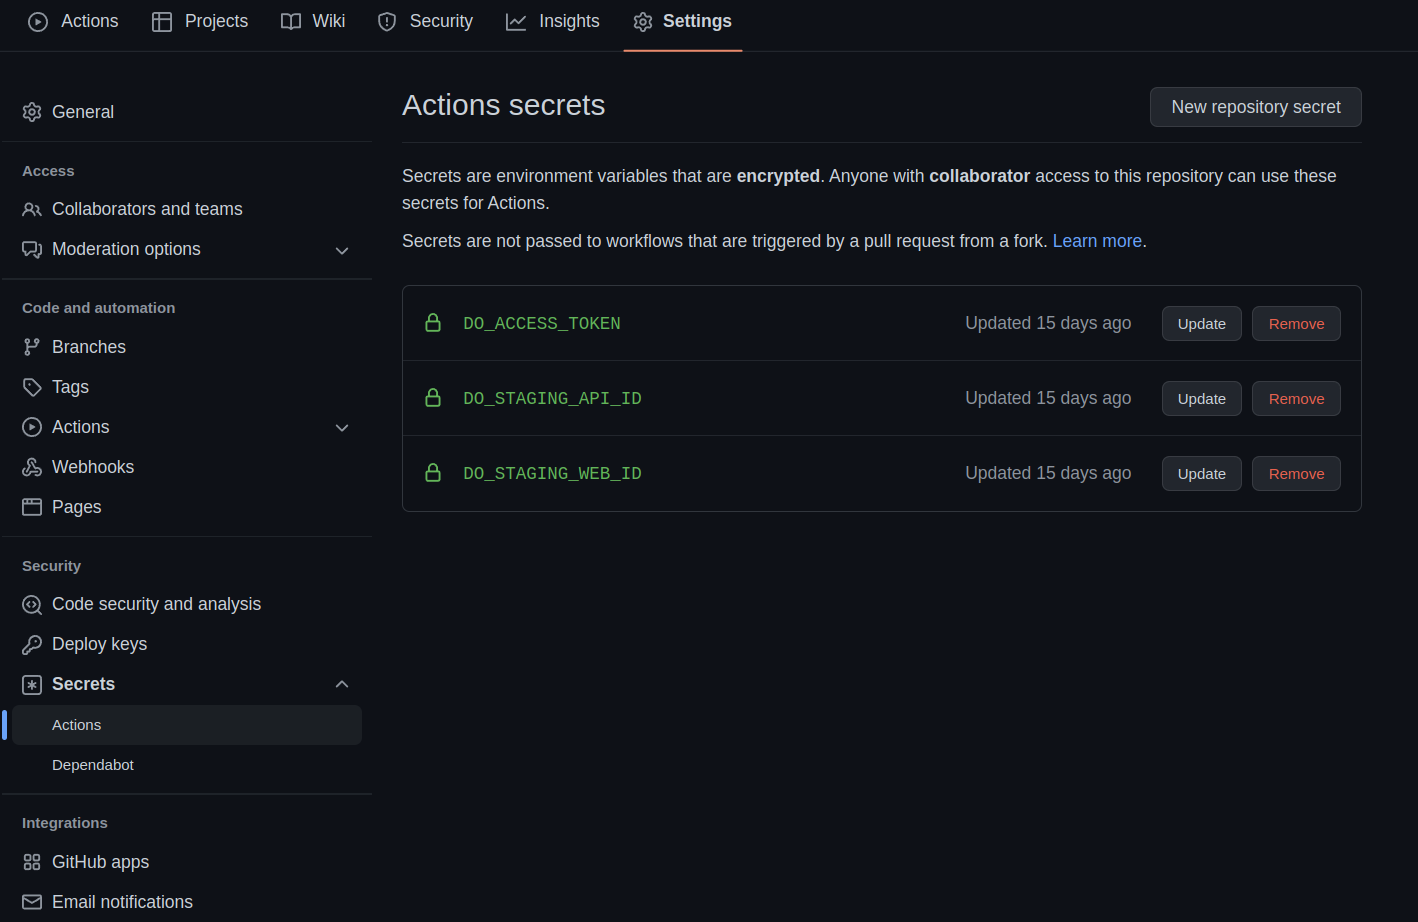 Actions Projects Wiki Security Insights Settings
General
Access
Collaborators and teams
Moderation options
Code and automation
Branches
Tags
Actions
Webhooks
Pages
Security
Code security and analysis
Deploy keys
Secrets
Actions
Dependabot
Integrations
GitHub apps
Email notifications
Actions secrets
New repository secret
Secrets are environment variables that are encrypted. Anyone with collaborator access to this repository can use these
secrets for Actions.
Secrets are not passed to workflows that are triggered by a pull request from a fork. Learn more.
DO_ACCESS_TOKEN Updated 15 days ago Update Remove
DO_STAGING_API_ID Updated 15 days ago Update Remove
DO_STAGING_WEB_ID Updated 15 days ago Update Remove